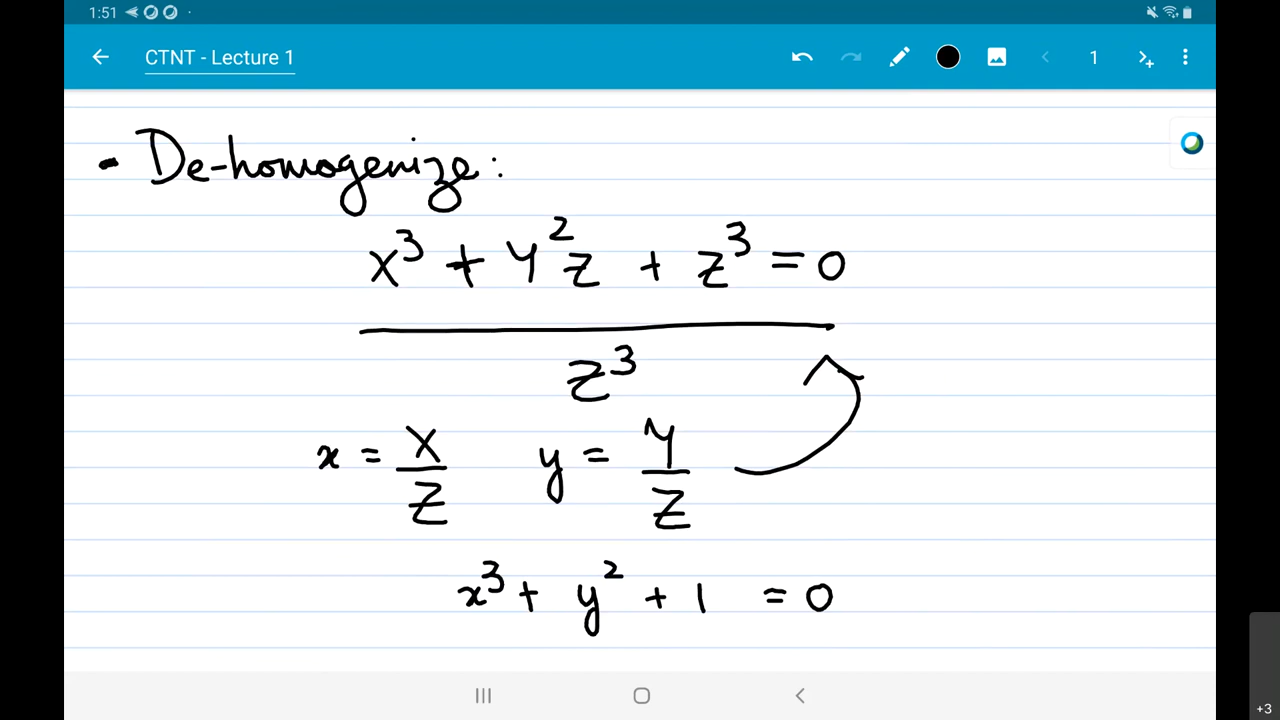 1:51
CTNT - Lecture 1
1
- De-homogenize:
X³ + Y²Z + Z³ = 0
Z³
x = X/Z y = Y/Z
x³ + y² + 1 = 0
+3